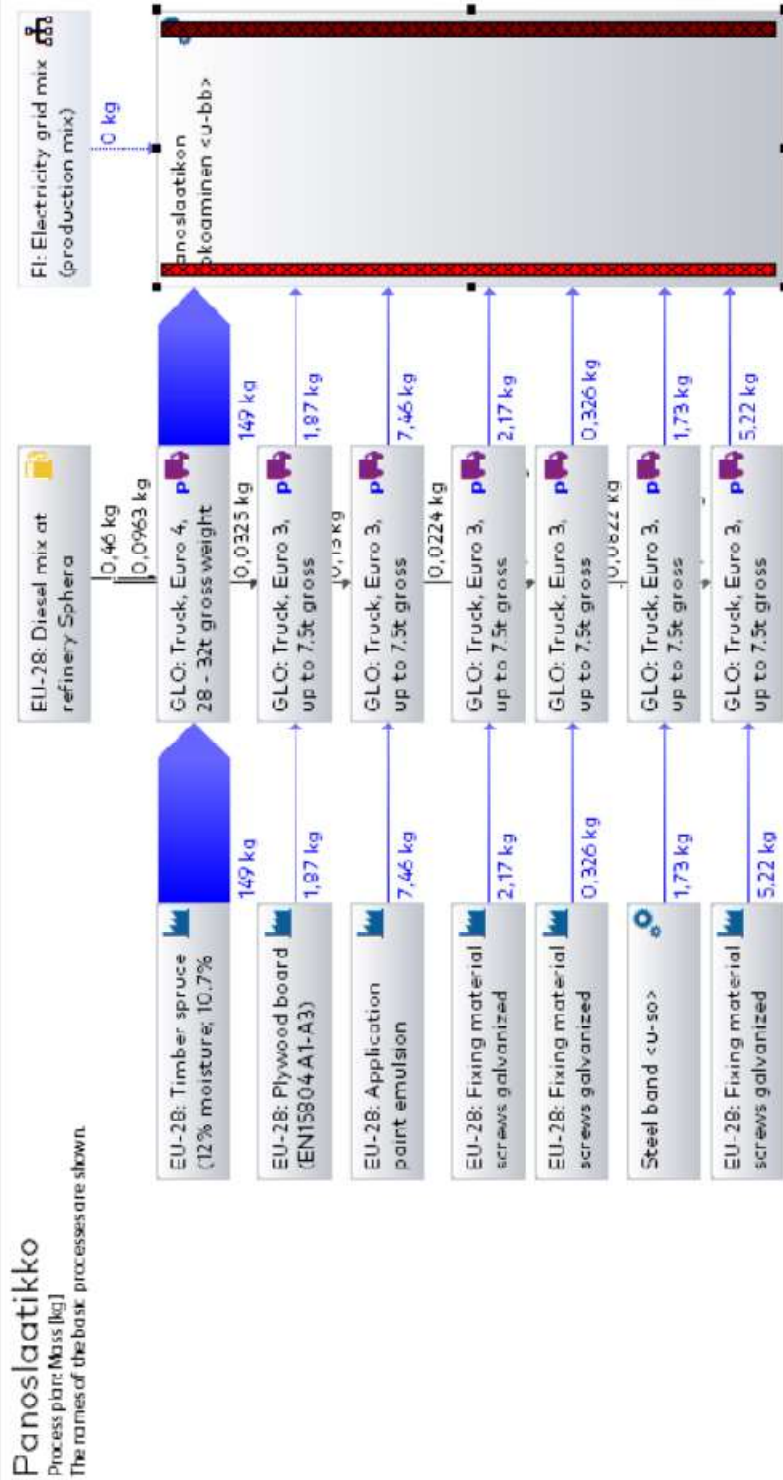 Panoslaatikko
Process plan: Mass [kg]
The names of the basic processes are shown.
EU-28: Diesel mix at
refinery Sphera
FI: Electricity grid mix
(production mix)
0,46 kg
0,0963 kg
0 kg
EU-28: Timber spruce
(12% moisture; 10.7%
149 kg
GLO: Truck, Euro 4,
28 - 32t gross weight
149 kg
anoslaatikon
okoaminen <u-bb>
0,0325 kg
EU-28: Plywood board
(EN15804 A1-A3)
1,87 kg
GLO: Truck, Euro 3,
up to 7.5t gross
1,87 kg
0,13 kg
EU-28: Application
paint emulsion
7,46 kg
GLO: Truck, Euro 3,
up to 7.5t gross
7,46 kg
0,0224 kg
EU-28: Fixing material
screws galvanized
2,17 kg
GLO: Truck, Euro 3,
up to 7.5t gross
2,17 kg
EU-28: Fixing material
screws galvanized
0,326 kg
GLO: Truck, Euro 3,
up to 7.5t gross
0,326 kg
0,0822 kg
Steel band <u-so>
1,73 kg
GLO: Truck, Euro 3,
up to 7.5t gross
1,73 kg
EU-28: Fixing material
screws galvanized
5,22 kg
GLO: Truck, Euro 3,
up to 7.5t gross
5,22 kg